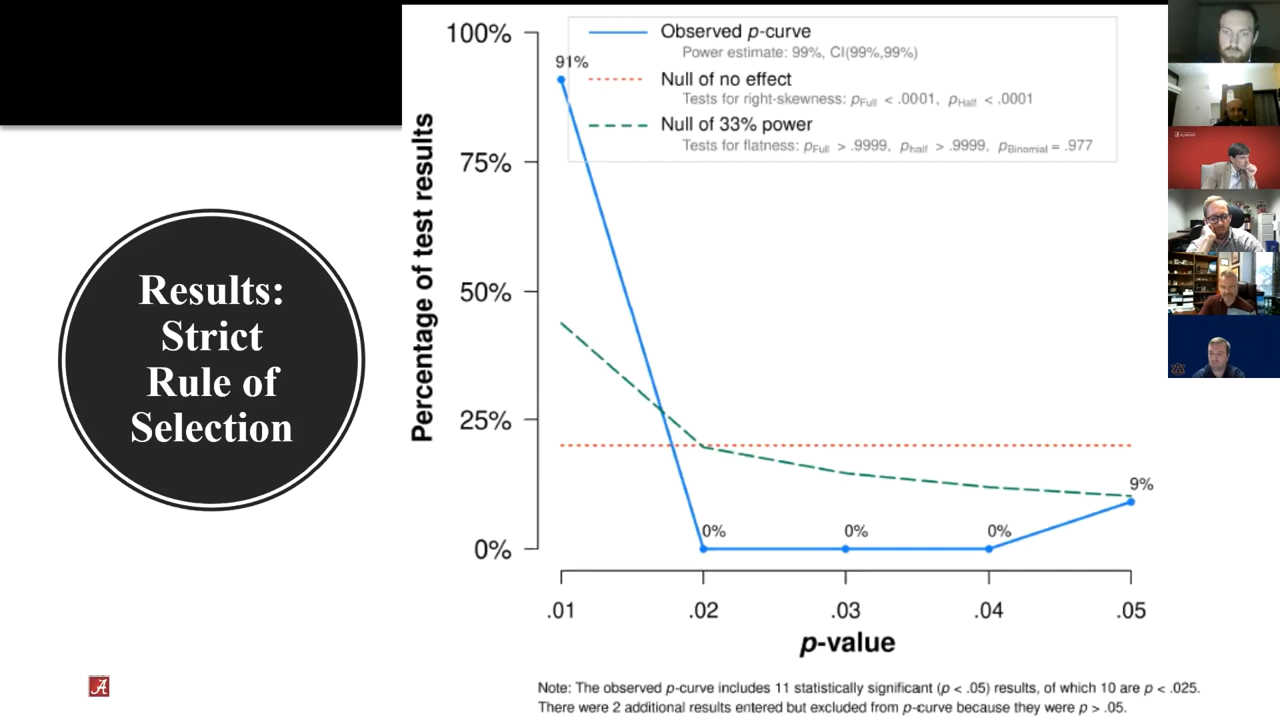 Results:
Strict
Rule of
Selection
Percentage of test results
100%
75%
50%
25%
0%
Observed p-curve
Power estimate: 99%, CI(99%,99%)
Null of no effect
Tests for right-skewness: pFull < .0001, pHalf < .0001
Null of 33% power
Tests for flatness: pFull > .9999, phalf > .9999, pBinomial = .977
91%
0%
0%
0%
9%
.01
.02
.03
.04
.05
p-value
Note: The observed p-curve includes 11 statistically significant (p < .05) results, of which 10 are p < .025.
There were 2 additional results entered but excluded from p-curve because they were p > .05.
A